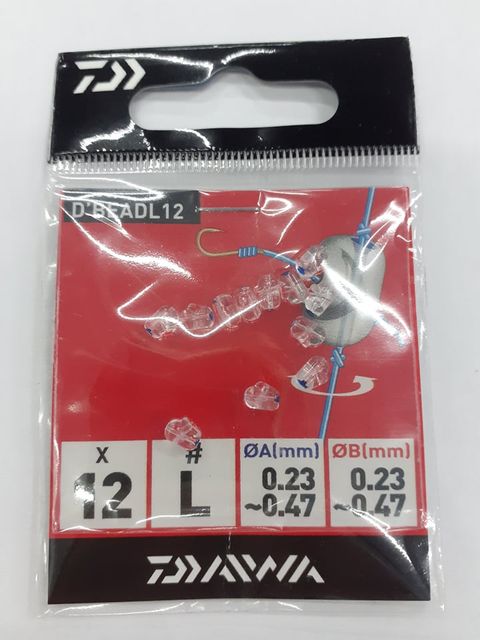 D'BEADL12
X
12
#
L
ØA(mm)
0.23
~0.47
ØB(mm)
0.23
~0.47
DAIWA